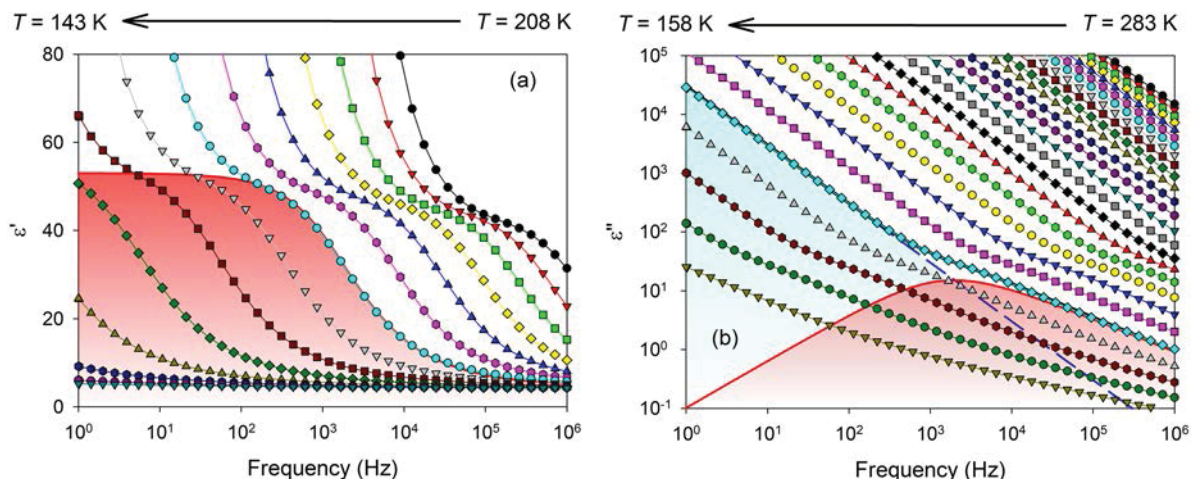 T = 143 K T = 208 K
T = 158 K T = 283 K
80
60
40
20
0
ε'
(a)
10⁰ 10¹ 10² 10³ 10⁴ 10⁵ 10⁶
Frequency (Hz)
10⁵
10⁴
10³
10²
10¹
10⁰
10⁻¹
ε''
(b)
10⁰ 10¹ 10² 10³ 10⁴ 10⁵ 10⁶
Frequency (Hz)